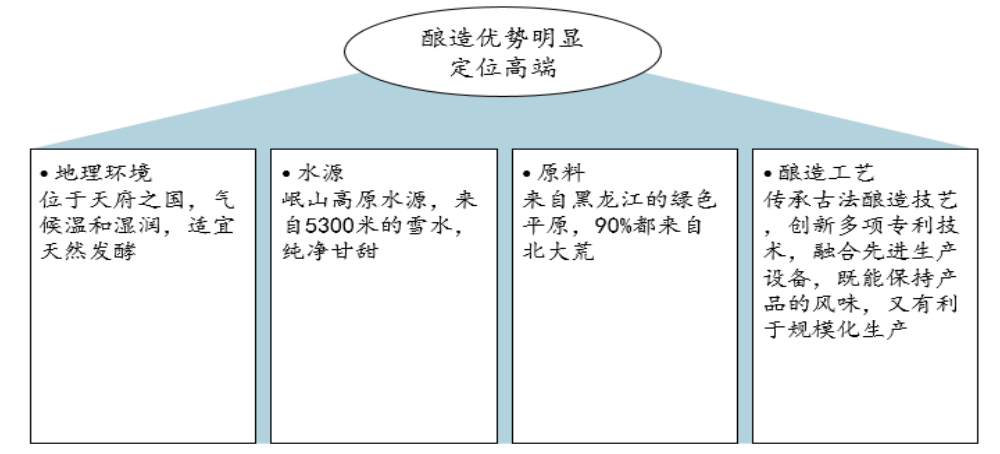 酿造优势明显
定位高端
• 地理环境
位于天府之国，气
候温和湿润，适宜
天然发酵
• 水源
岷山高原水源，来
自5300米的雪水，
纯净甘甜
• 原料
来自黑龙江的绿色
平原，90%都来自
北大荒
• 酿造工艺
传承古法酿造技艺
，创新多项专利技
术，融合先进生产
设备，既能保持产
品的风味，又有利
于规模化生产